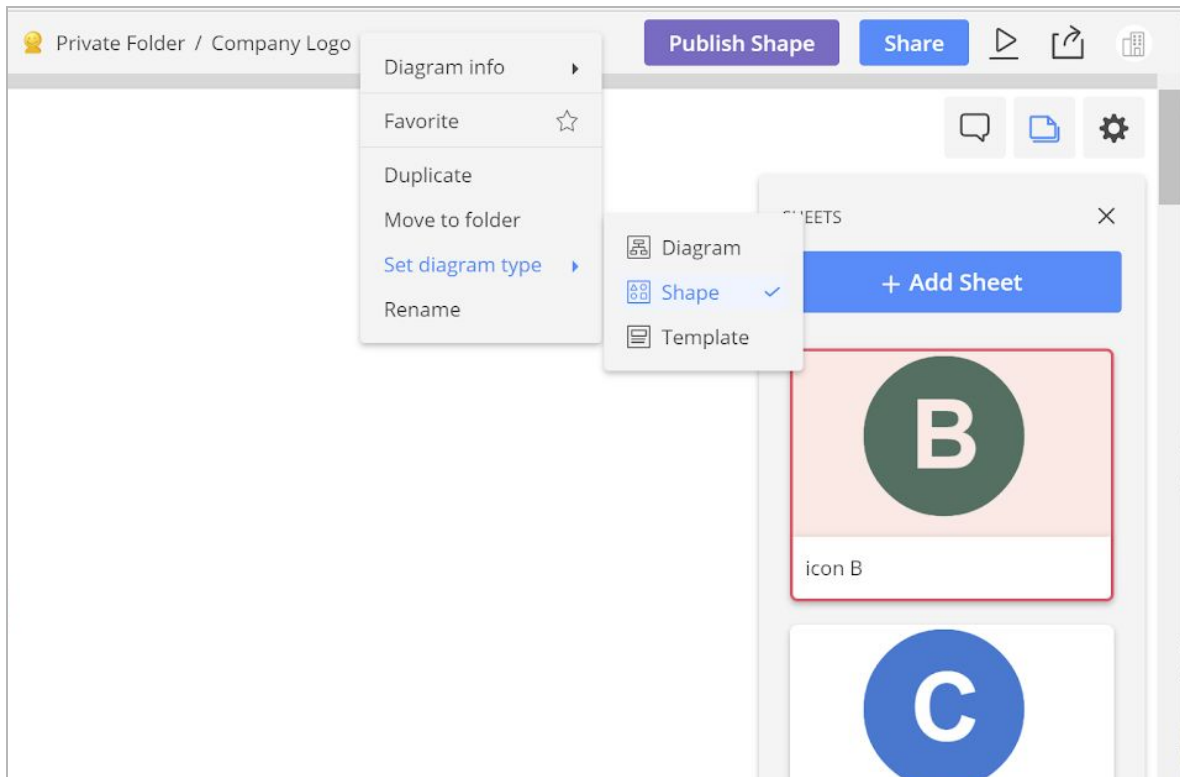 Private Folder / Company Logo
Publish Shape
Share
Diagram info
Favorite
Duplicate
Move to folder
Set diagram type
Rename
Diagram
Shape
Template
SHEETS
+ Add Sheet
B
icon B
C